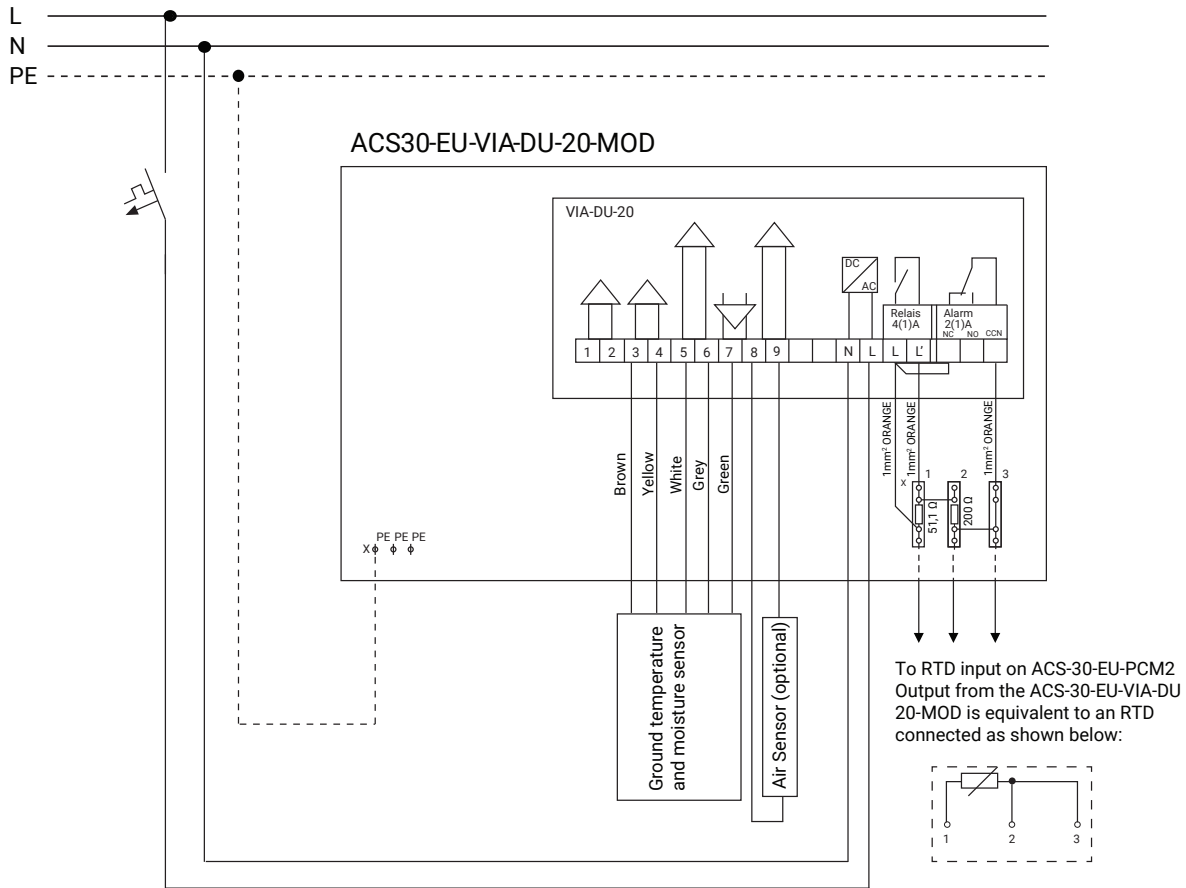 L
N
PE
ACS30-EU-VIA-DU-20-MOD
VIA-DU-20
DC
AC
Relais
4(1)A
Alarm
2(1)A
NC NO CCN
1 2 3 4 5 6 7 8 9 N L L L'
1mm² ORANGE
1mm² ORANGE
1mm² ORANGE
Brown
Yellow
White
Grey
Green
X
1
2
3
51,1 Ω
200 Ω
PE PE PE
X
Ground temperature
and moisture sensor
Air Sensor (optional)
To RTD input on ACS-30-EU-PCM2
Output from the ACS-30-EU-VIA-DU
20-MOD is equivalent to an RTD
connected as shown below:
1 2 3